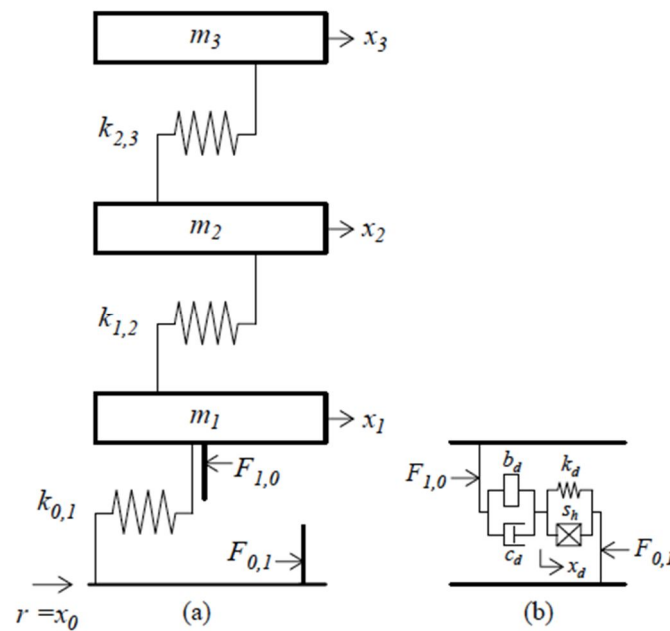 m3
x3
k2,3
m2
x2
k1,2
m1
x1
F1,0
k0,1
F0,1
r =x0
(a)
F1,0
bd
kd
sh
cd
xd
F0,1
(b)